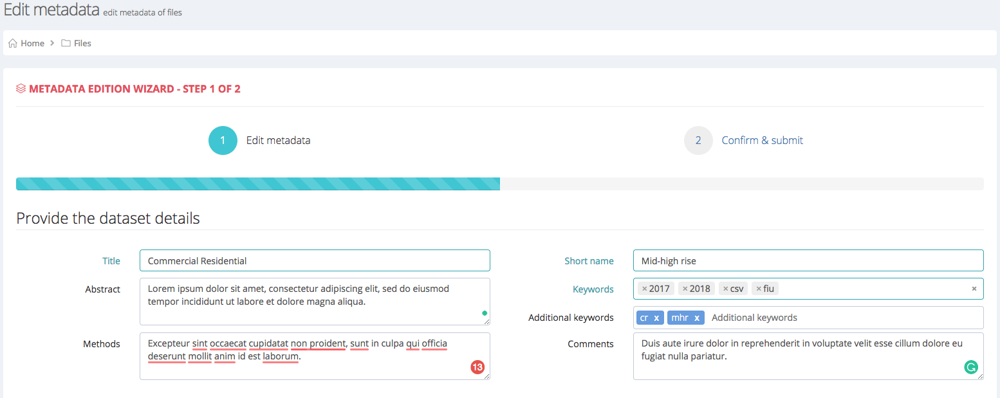 Edit metadata edit metadata of files
Home > Files
METADATA EDITION WIZARD - STEP 1 OF 2
1 Edit metadata
2 Confirm & submit
Provide the dataset details
Title Commercial Residential
Short name Mid-high rise
Abstract Lorem ipsum dolor sit amet, consectetur adipiscing elit, sed do eiusmod
tempor incididunt ut labore et dolore magna aliqua.
Keywords × 2017 × 2018 × csv × fiu ×
Additional keywords cr x mhr x Additional keywords
Methods Excepteur sint occaecat cupidatat non proident, sunt in culpa qui officia
deserunt mollit anim id est laborum.
13
Comments Duis aute irure dolor in reprehenderit in voluptate velit esse cillum dolore eu
fugiat nulla pariatur.